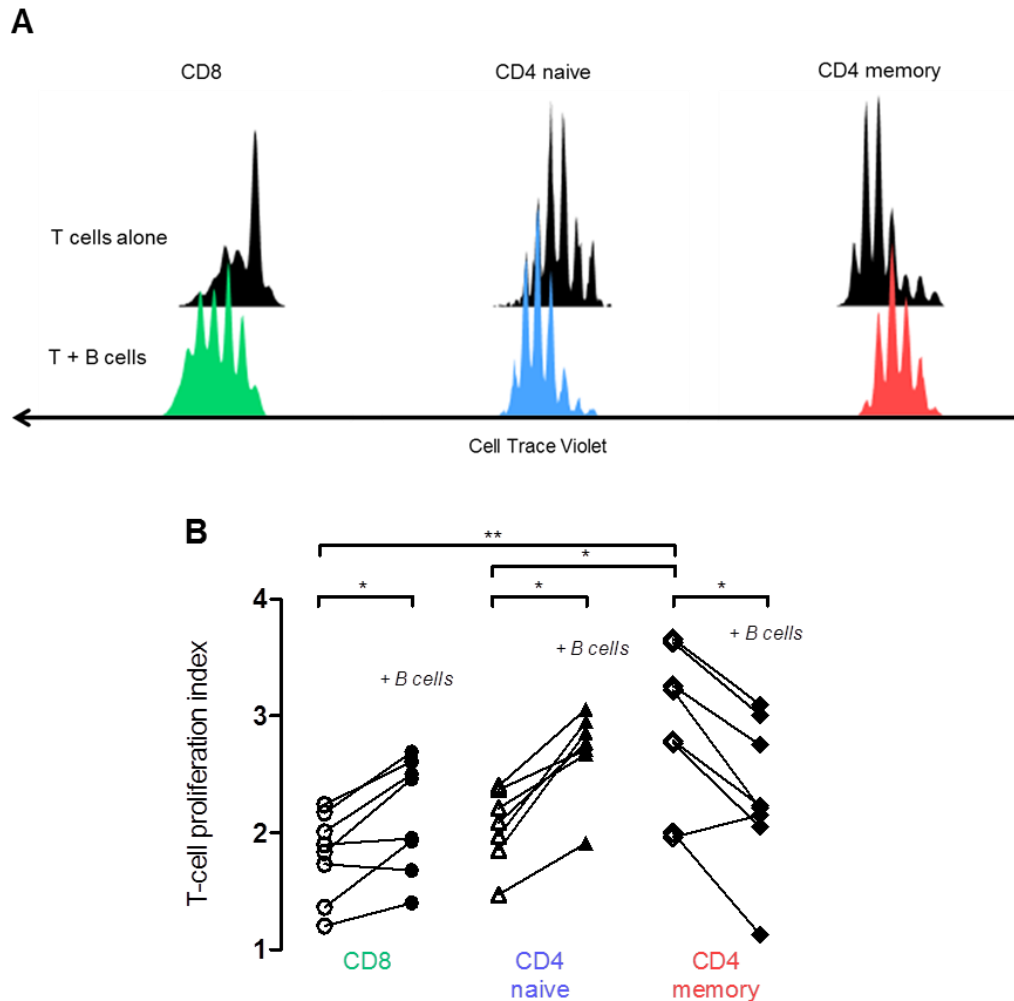 A
CD8 CD4 naive CD4 memory
T cells alone
T + B cells
Cell Trace Violet
B
**
*
* * *
4
+ B cells
+ B cells
+ B cells
3
2
1
T-cell proliferation index
CD8 CD4 CD4
naive memory